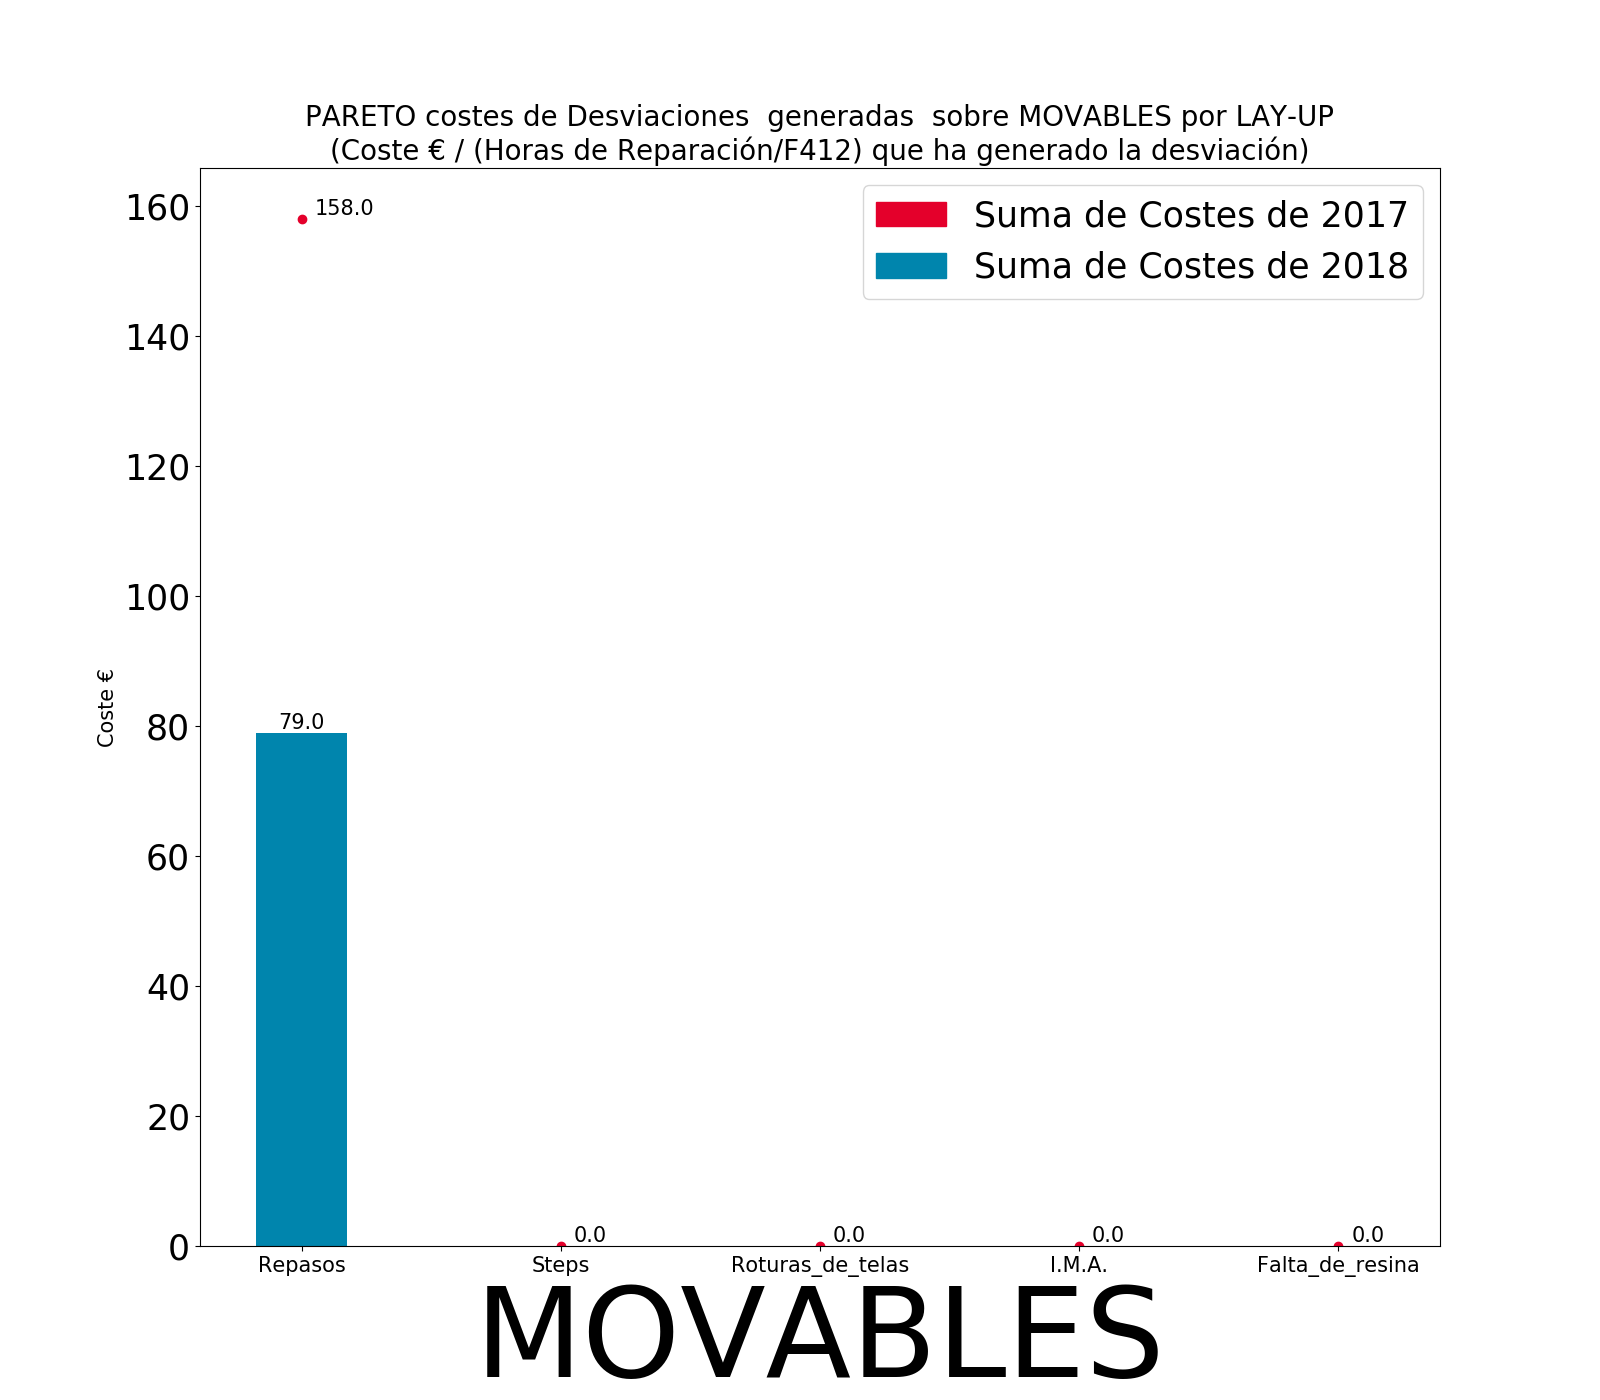 PARETO costes de Desviaciones  generadas  sobre MOVABLES por LAY-UP
(Coste € / (Horas de Reparación/F412) que ha generado la desviación)
Suma de Costes de 2017
Suma de Costes de 2018
160
158.0
140
120
100
Coste €
80
79.0
60
40
20
0
0.0
0.0
0.0
0.0
Repasos
Steps
Roturas_de_telas
I.M.A.
Falta_de_resina
MOVABLES